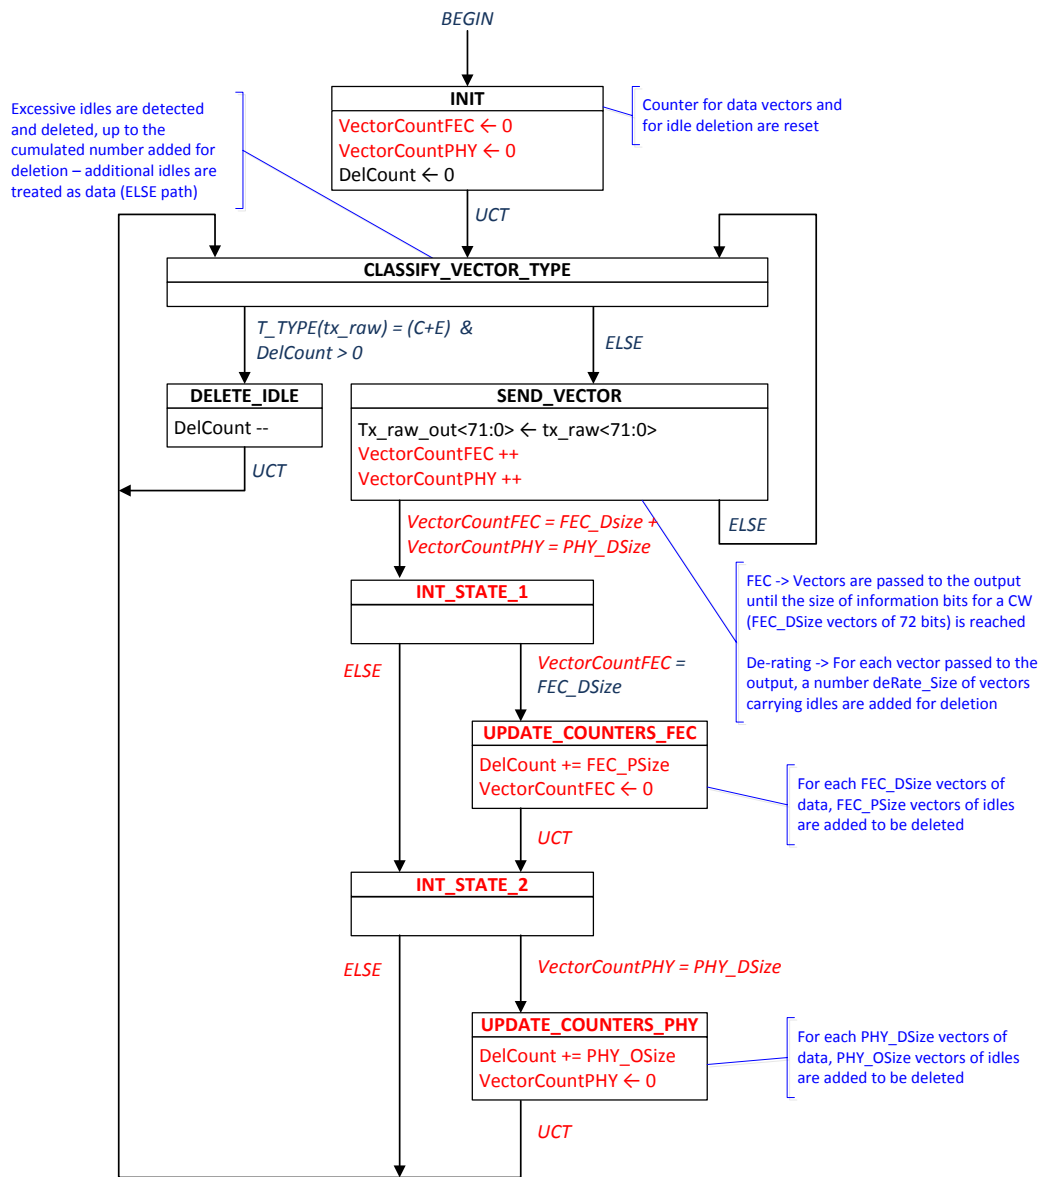 BEGIN
INIT
VectorCountFEC ← 0
VectorCountPHY ← 0
DelCount ← 0
Counter for data vectors and
for idle deletion are reset
Excessive idles are detected
and deleted, up to the
cumulated number added for
deletion – additional idles are
treated as data (ELSE path)
UCT
CLASSIFY_VECTOR_TYPE
T_TYPE(tx_raw) = (C+E) &
DelCount > 0
ELSE
DELETE_IDLE
DelCount --
UCT
SEND_VECTOR
Tx_raw_out<71:0> ← tx_raw<71:0>
VectorCountFEC ++
VectorCountPHY ++
VectorCountFEC = FEC_Dsize +
VectorCountPHY = PHY_DSize
ELSE
FEC -> Vectors are passed to the output
until the size of information bits for a CW
(FEC_DSize vectors of 72 bits) is reached
De-rating -> For each vector passed to the
output, a number deRate_Size of vectors
carrying idles are added for deletion
INT_STATE_1
ELSE
VectorCountFEC =
FEC_DSize
UPDATE_COUNTERS_FEC
DelCount += FEC_PSize
VectorCountFEC ← 0
For each FEC_DSize vectors of
data, FEC_PSize vectors of idles
are added to be deleted
UCT
INT_STATE_2
ELSE
VectorCountPHY = PHY_DSize
UPDATE_COUNTERS_PHY
DelCount += PHY_OSize
VectorCountPHY ← 0
For each PHY_DSize vectors of
data, PHY_OSize vectors of idles
are added to be deleted
UCT